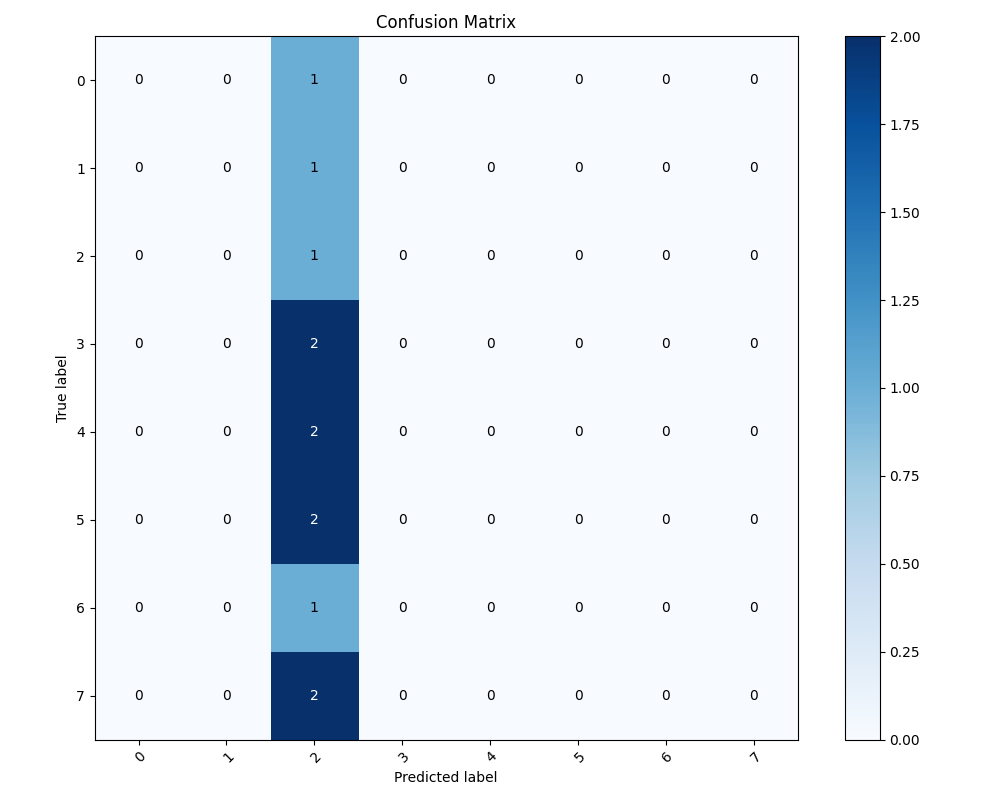 Confusion Matrix
0 0 0 1 0 0 0 0 0
1 0 0 1 0 0 0 0 0
2 0 0 1 0 0 0 0 0
3 0 0 2 0 0 0 0 0
4 0 0 2 0 0 0 0 0
5 0 0 2 0 0 0 0 0
6 0 0 1 0 0 0 0 0
7 0 0 2 0 0 0 0 0
True label
0 1 2 3 4 5 6 7
Predicted label
2.00
1.75
1.50
1.25
1.00
0.75
0.50
0.25
0.00